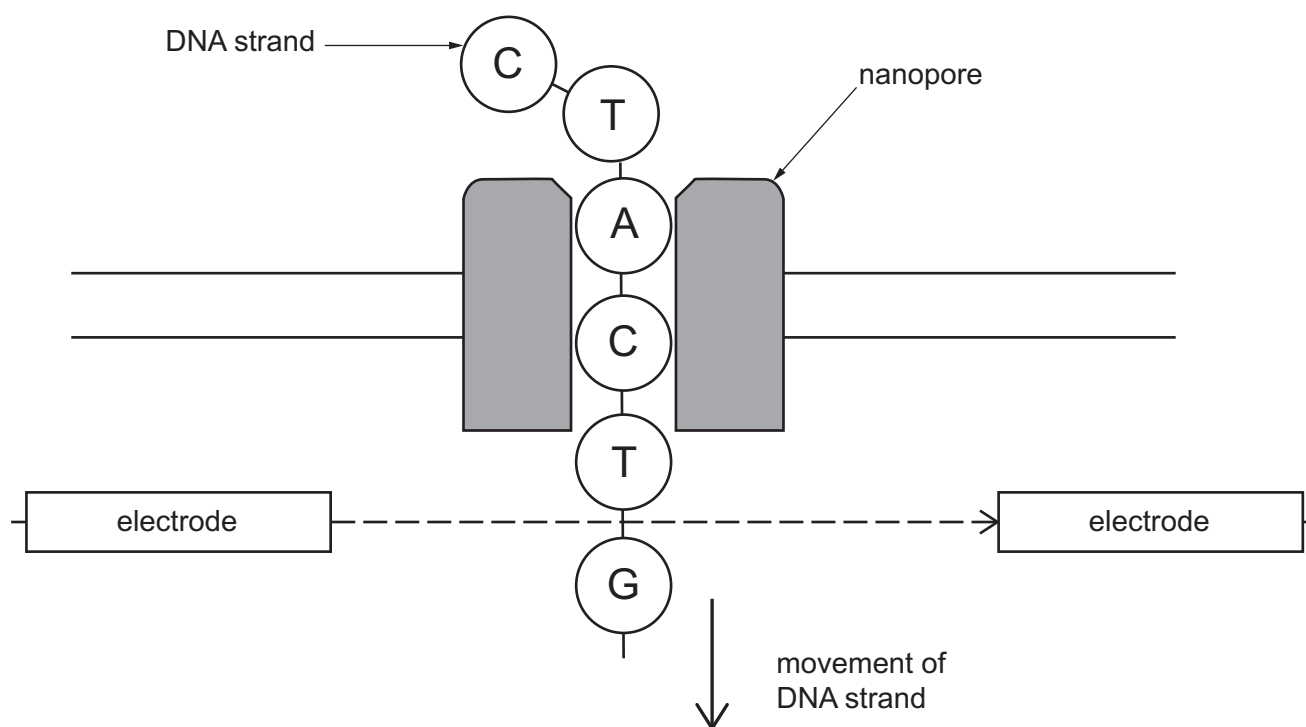 DNA strand
C
T
nanopore
A
C
T
electrode
electrode
G
movement of
DNA strand